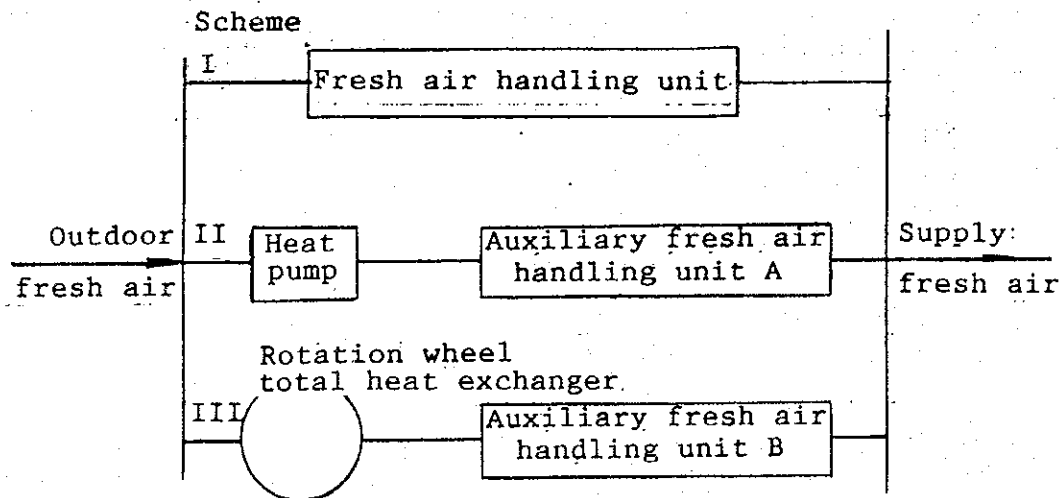 Scheme
I
Fresh air handling unit
Outdoor
fresh air
II
Heat
pump
Auxiliary fresh air
handling unit A
Supply:
fresh air
Rotation wheel
total heat exchanger.
III
Auxiliary fresh air
handling unit B